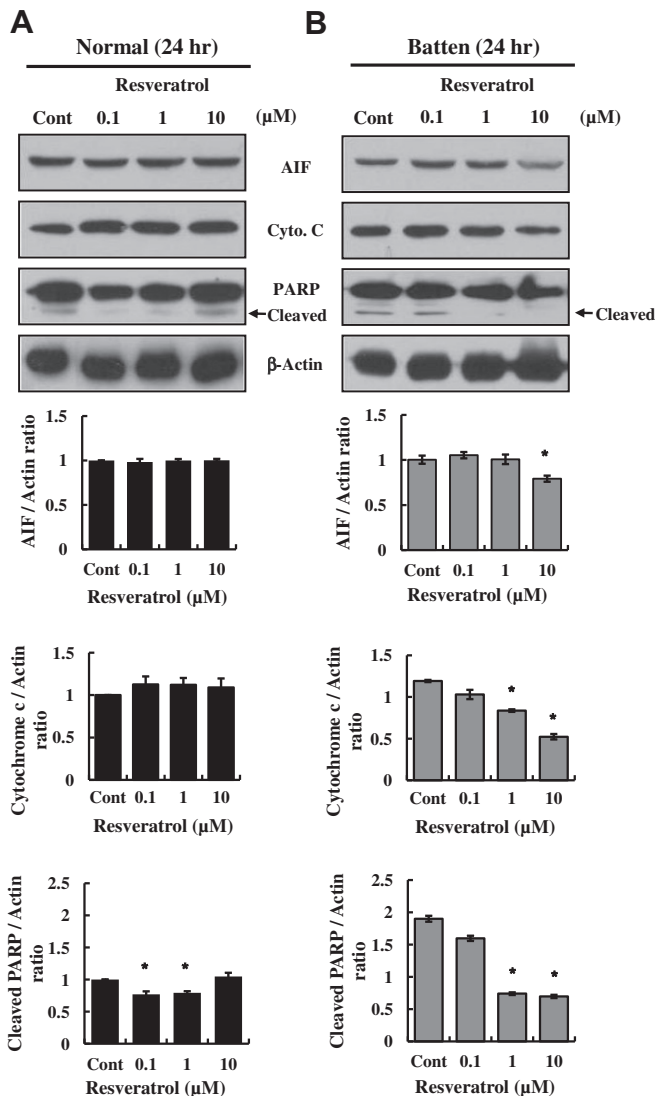 A
Normal (24 hr)
Resveratrol
Cont 0.1 1 10 (μM)
B
Batten (24 hr)
Resveratrol
Cont 0.1 1 10
AIF
Cyto. C
PARP
Cleaved
Cleaved
β-Actin
AIF / Actin ratio
1.5
1
0.5
0
Cont 0.1 1 10
Resveratrol (μM)
AIF / Actin ratio
1.5
1
0.5
0
*
Cont 0.1 1 10
Resveratrol (μM)
Cytochrome c / Actin
ratio
1.5
1
0.5
0
Cont 0.1 1 10
Resveratrol (μM)
Cytochrome c / Actin
ratio
1.5
1
0.5
0
* *
Cont 0.1 1 10
Resveratrol (μM)
Cleaved PARP / Actin
ratio
2.5
2
1.5
1
0.5
0
* *
Cont 0.1 1 10
Resveratrol (μM)
Cleaved PARP / Actin
ratio
2.5
2
1.5
1
0.5
0
* *
Cont 0.1 1 10
Resveratrol (μM)